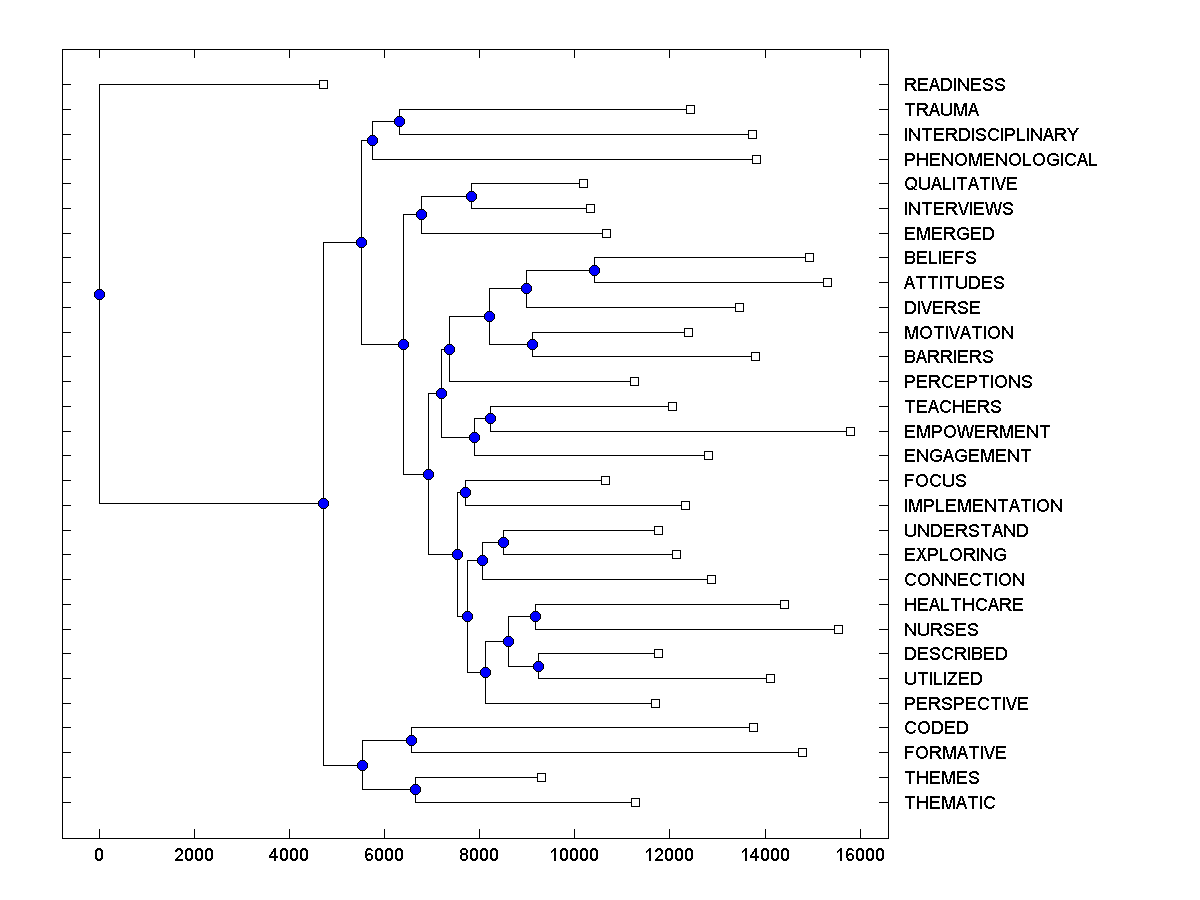 READINESS
TRAUMA
INTERDISCIPLINARY
PHENOMENOLOGICAL
QUALITATIVE
INTERVIEWS
EMERGED
BELIEFS
ATTITUDES
DIVERSE
MOTIVATION
BARRIERS
PERCEPTIONS
TEACHERS
EMPOWERMENT
ENGAGEMENT
FOCUS
IMPLEMENTATION
UNDERSTAND
EXPLORING
CONNECTION
HEALTHCARE
NURSES
DESCRIBED
UTILIZED
PERSPECTIVE
CODED
FORMATIVE
THEMES
THEMATIC
0 2000 4000 6000 8000 10000 12000 14000 16000